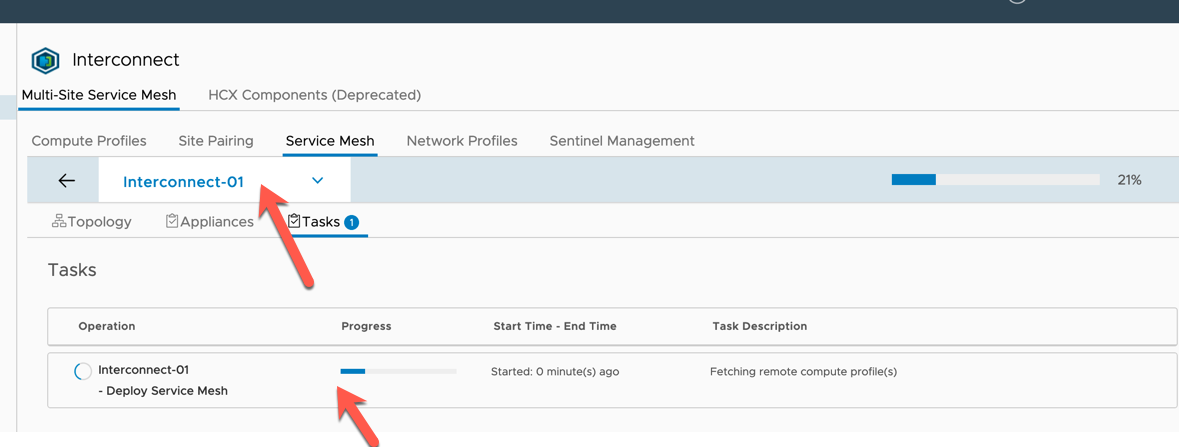 Interconnect
Multi-Site Service Mesh HCX Components (Deprecated)
Compute Profiles Site Pairing Service Mesh Network Profiles Sentinel Management
Interconnect-01 21%
Topology Appliances Tasks 1
Tasks
Operation Progress Start Time - End Time Task Description
Interconnect-01 Started: 0 minute(s) ago Fetching remote compute profile(s)
- Deploy Service Mesh